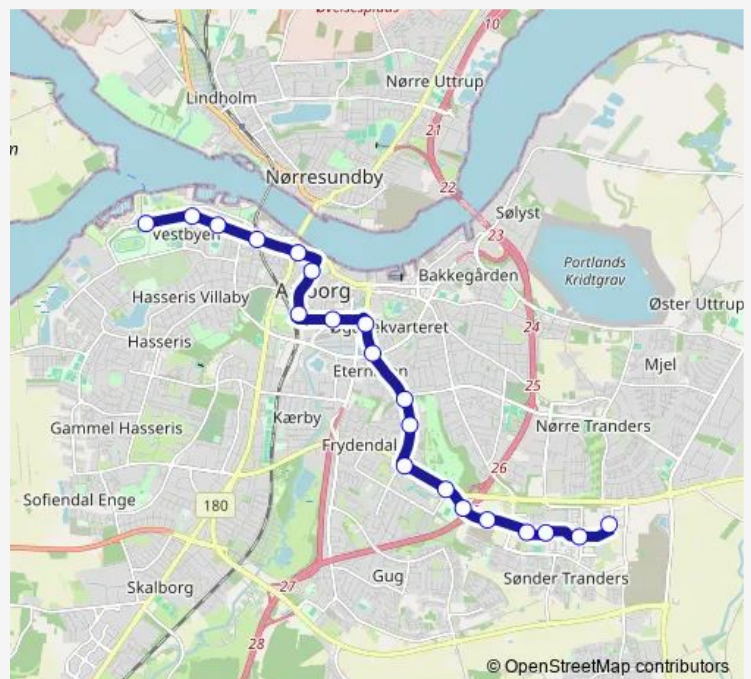 10
Nørre Uttrup
Lindholm
21
Nørresundby
22
Sølyst
Vestbyen
23
Portlands
Kridtgrav
Bakkegården
Hasseris Villaby
Øster Uttrup
24
Hasseris
Mjel
25
Kærby
Gammel Hasseris
Nørre Tranders
Frydendal
26
Sofiendal Enge
180
Gug
Sønder Tranders
27
Skalborg
28
© OpenStreetMap contributors